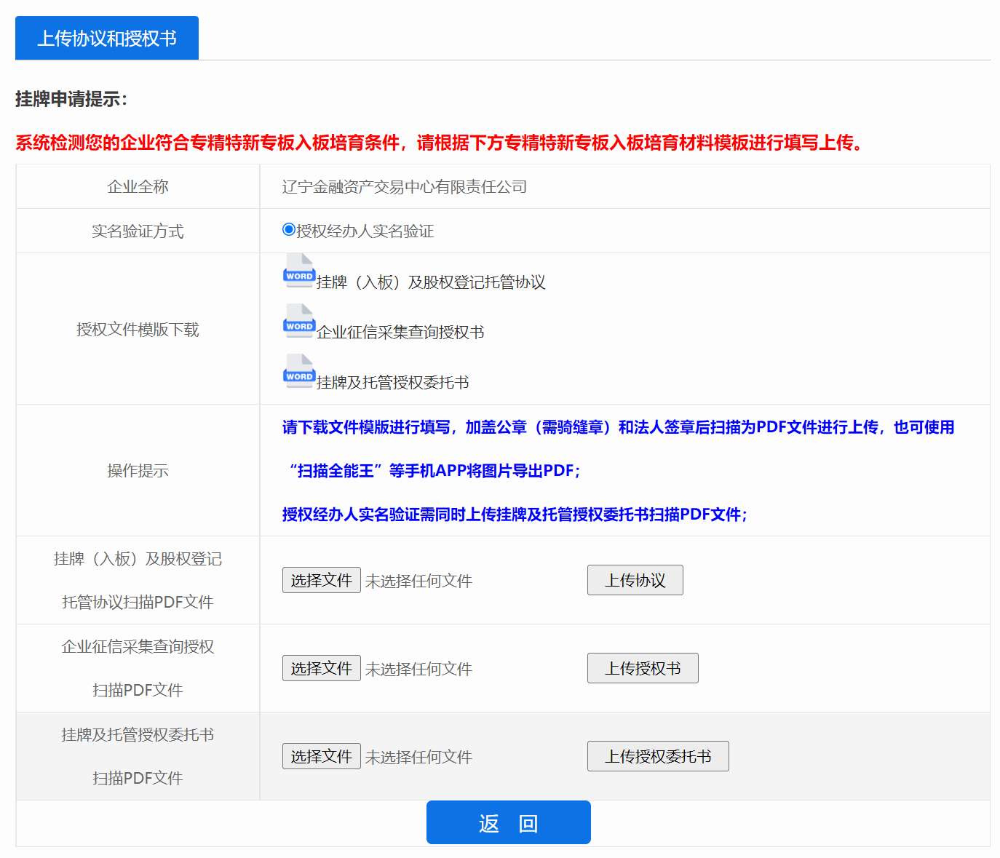 上传协议和授权书
挂牌申请提示：
系统检测您的企业符合专精特新专板入板培育条件，请根据下方专精特新专板入板培育材料模板进行填写上传。
企业全称
辽宁金融资产交易中心有限责任公司
实名验证方式
授权经办人实名验证
授权文件模版下载
WORD 挂牌（入板）及股权登记托管协议
WORD 企业征信采集查询授权书
WORD 挂牌及托管授权委托书
操作提示
请下载文件模版进行填写，加盖公章（需骑缝章）和法人签章后扫描为PDF文件进行上传，也可使用
“扫描全能王”等手机APP将图片导出PDF；
授权经办人实名验证需同时上传挂牌及托管授权委托书扫描PDF文件；
挂牌（入板）及股权登记
托管协议扫描PDF文件
选择文件 未选择任何文件 上传协议
企业征信采集查询授权
扫描PDF文件
选择文件 未选择任何文件 上传授权书
挂牌及托管授权委托书
扫描PDF文件
选择文件 未选择任何文件 上传授权委托书
返 回